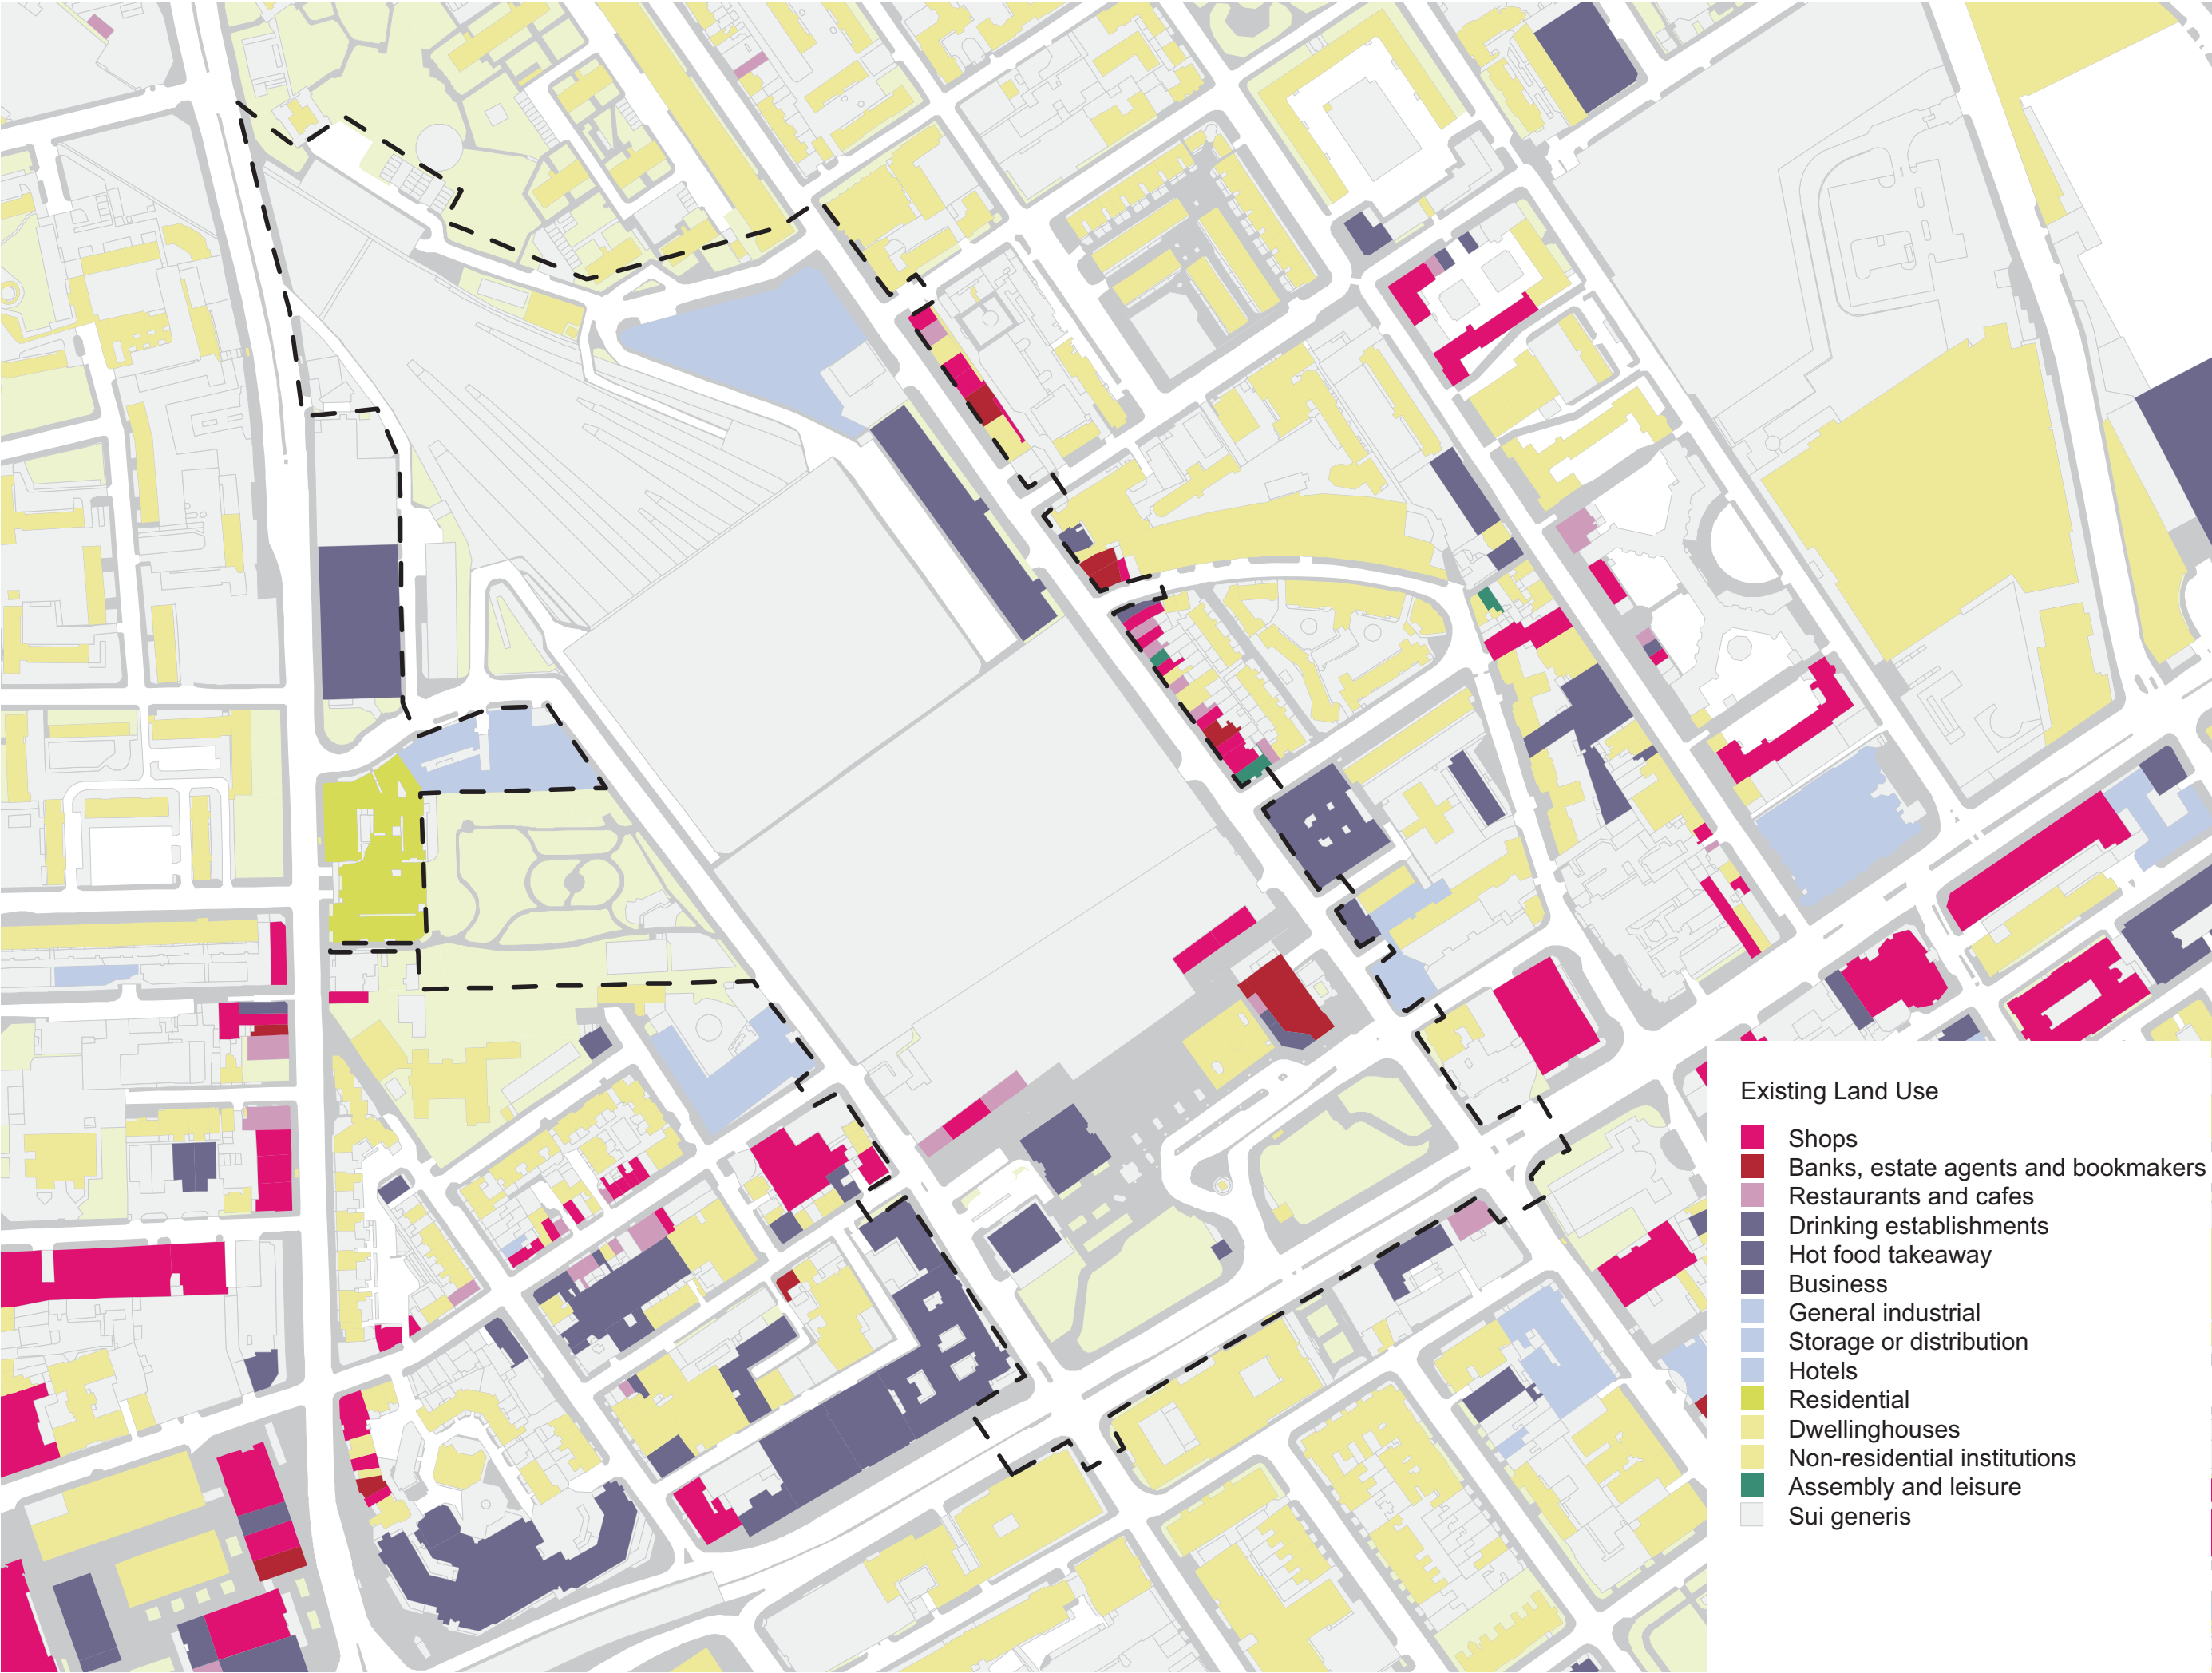 Existing Land Use
Shops
Banks, estate agents and bookmakers
Restaurants and cafes
Drinking establishments
Hot food takeaway
Business
General industrial
Storage or distribution
Hotels
Residential
Dwellinghouses
Non-residential institutions
Assembly and leisure
Sui generis